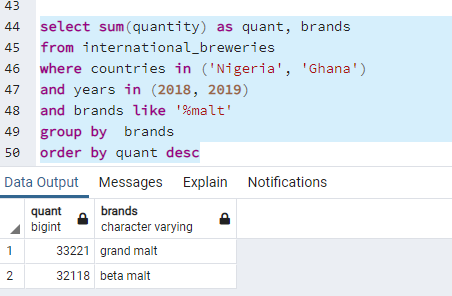 43
44 select sum(quantity) as quant, brands
45 from international_breweries
46 where countries in ('Nigeria', 'Ghana')
47 and years in (2018, 2019)
48 and brands like '%malt'
49 group by  brands
50 order by quant desc
Data Output Messages Explain Notifications
quant brands
bigint character varying
1 33221 grand malt
2 32118 beta malt